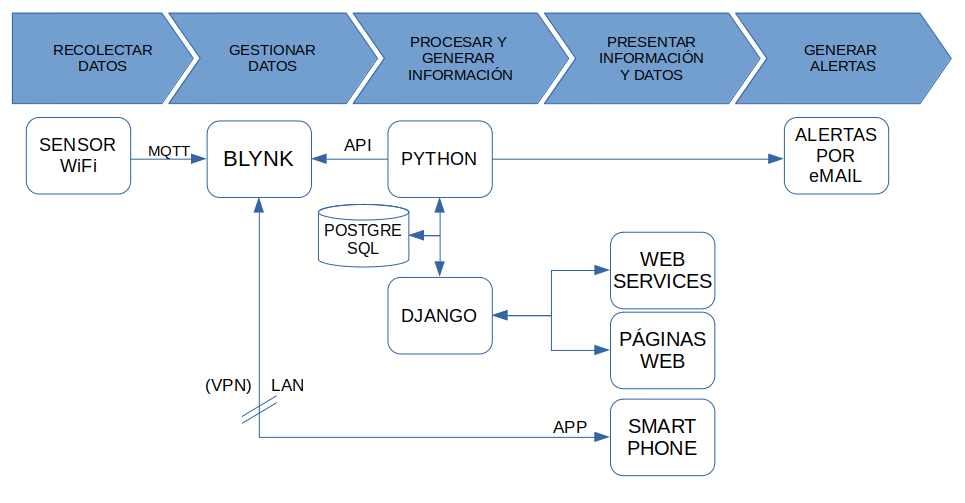 RECOLECTAR
DATOS
GESTIONAR
DATOS
PROCESAR Y
GENERAR
INFORMACIÓN
PRESENTAR
INFORMACIÓN
Y DATOS
GENERAR
ALERTAS
SENSOR
WiFi
MQTT
BLYNK
API
PYTHON
ALERTAS
POR
eMAIL
POSTGRE
SQL
DJANGO
WEB
SERVICES
PÁGINAS
WEB
(VPN)
LAN
APP
SMART
PHONE